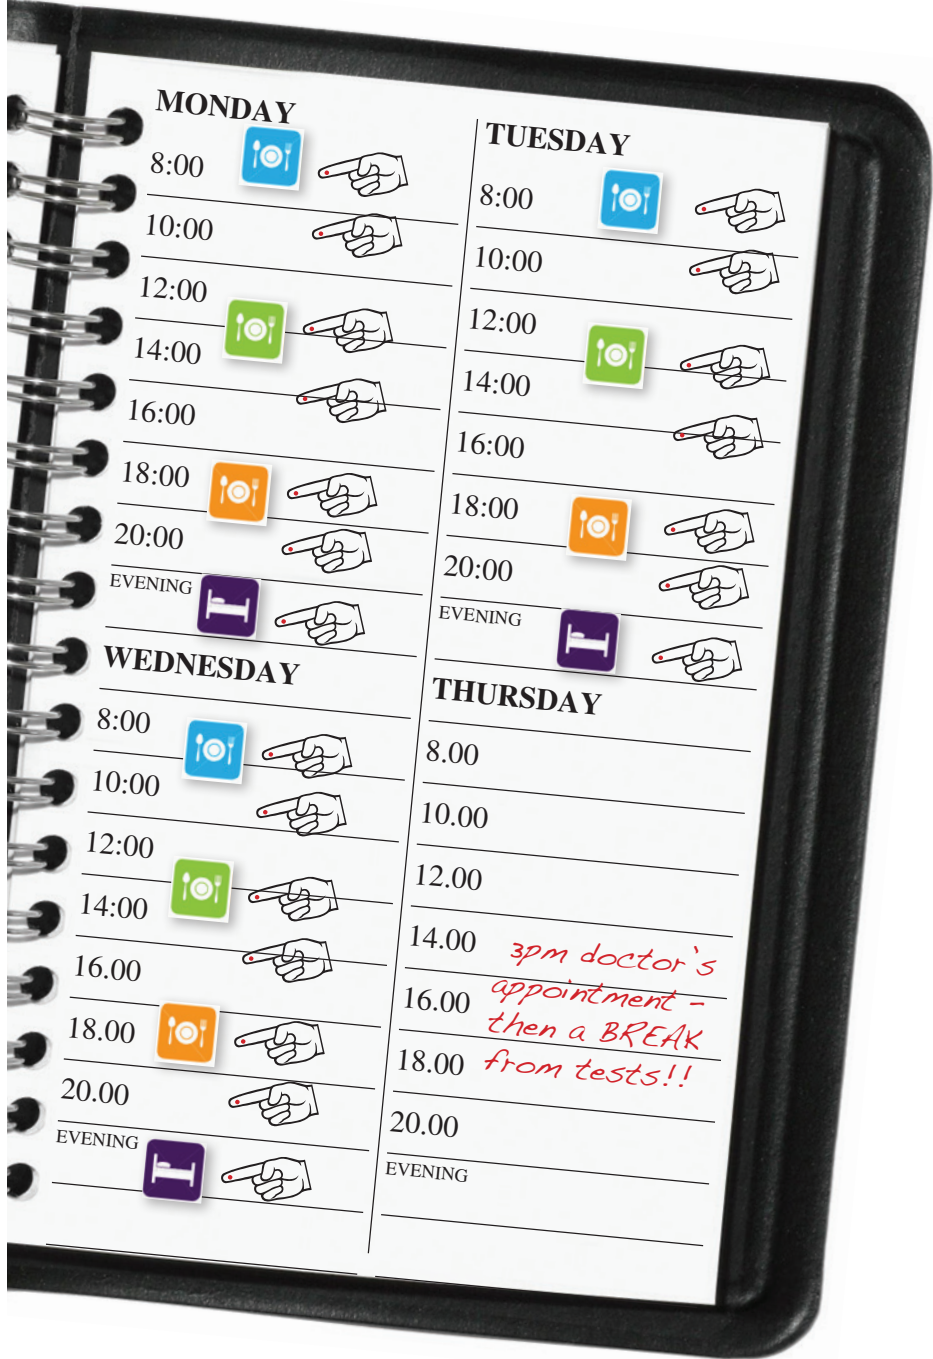 MONDAY
8:00
10:00
12:00
14:00
16:00
18:00
20:00
EVENING
TUESDAY
8:00
10:00
12:00
14:00
16:00
18:00
20:00
EVENING
WEDNESDAY
8:00
10:00
12:00
14:00
16.00
18.00
20.00
EVENING
THURSDAY
8.00
10.00
12.00
14.00 3pm doctor's
appointment -
16.00 then a BREAK
18.00 from tests!!
20.00
EVENING